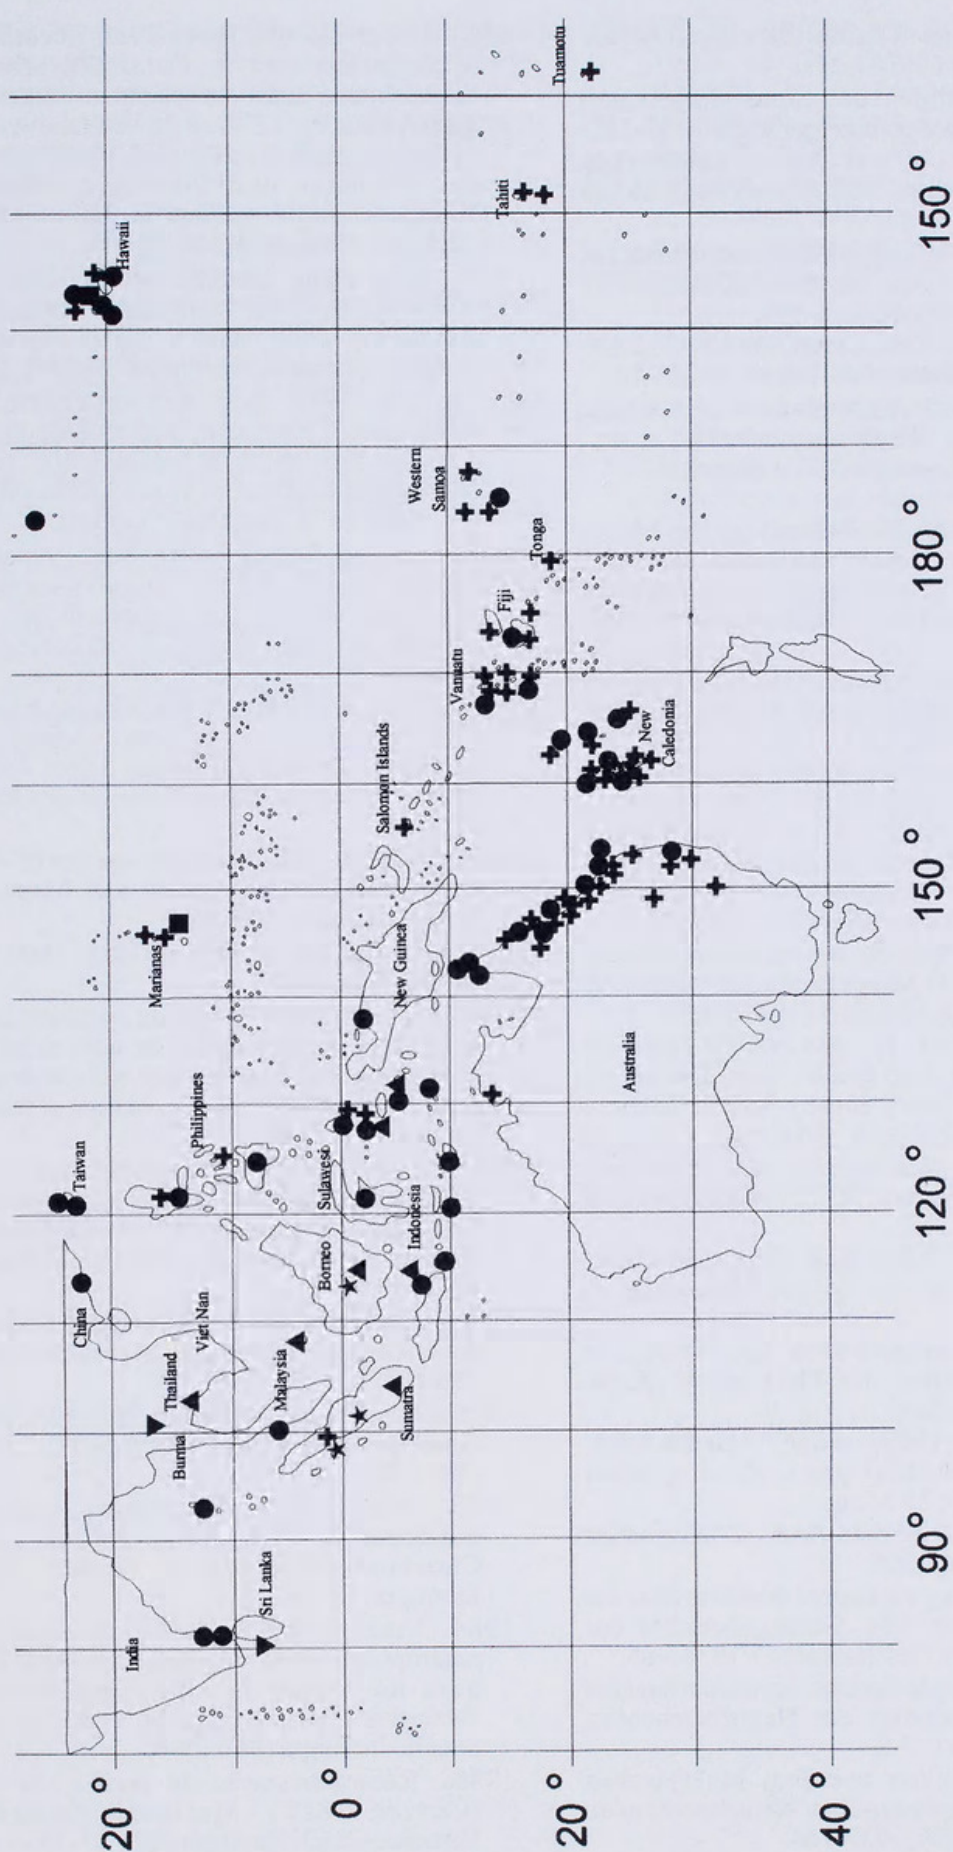 India
Sri Lanka
Burma
Thailand
Malaysia
Sumatra
Viet Nan
China
Borneo
Indonesia
Sulawesi
Taiwan
Philippines
Marianas
New Guinea
Australia
Salomon Islands
New
Caledonia
Vanuatu
Fiji
Tonga
Western
Samoa
Hawaii
Tahiti
Tuamotu
20°
0°
20°
40°
90°
120°
150°
180°
150°